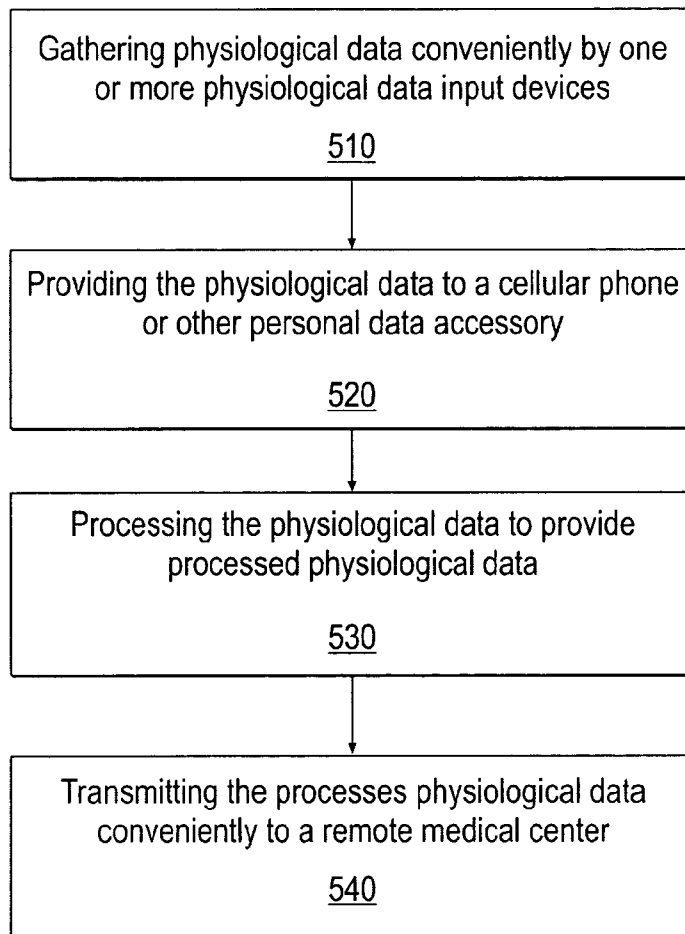 Gathering physiological data conveniently by one
or more physiological data input devices
510
Providing the physiological data to a cellular phone
or other personal data accessory
520
Processing the physiological data to provide
processed physiological data
530
Transmitting the processes physiological data
conveniently to a remote medical center
540